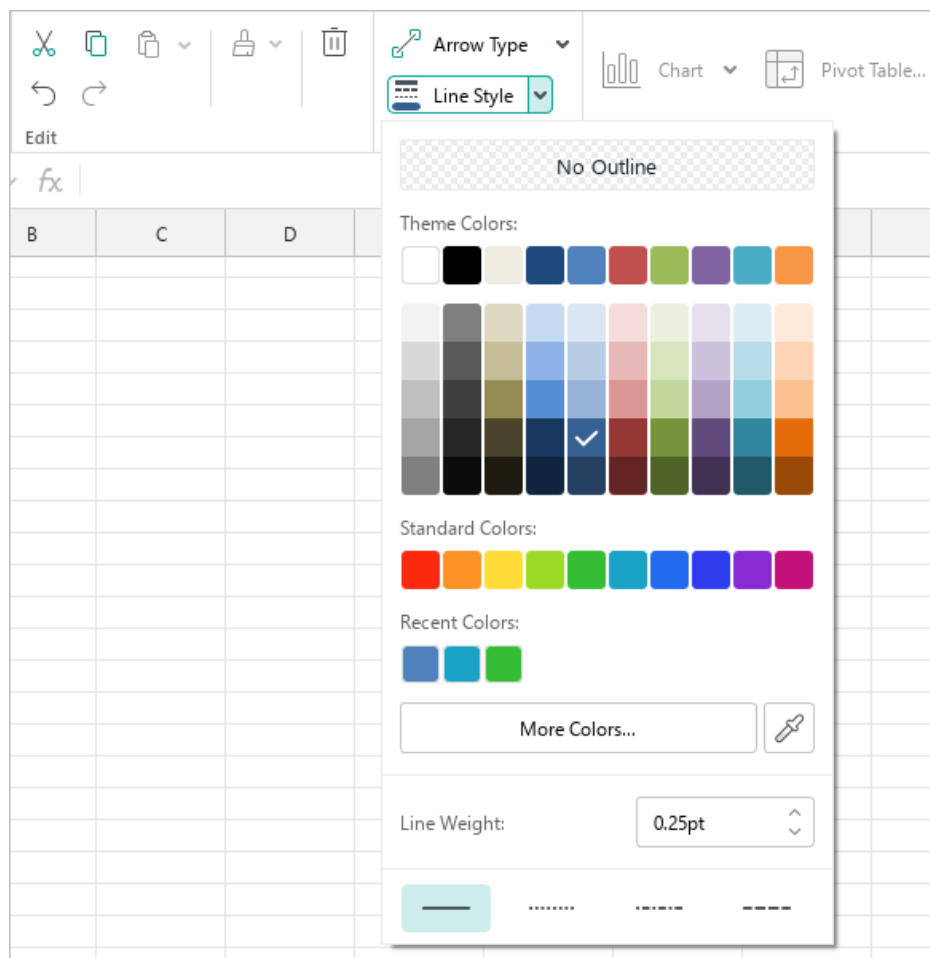 Arrow Type
Chart
Pivot Table...
Line Style
Edit
fx
No Outline
B C D
Theme Colors:
Standard Colors:
Recent Colors:
More Colors...
Line Weight: 0.25pt